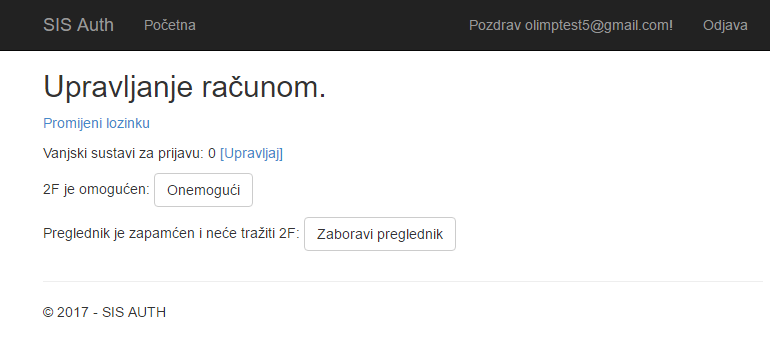 SIS Auth Početna Pozdrav olimptest5@gmail.com! Odjava
Upravljanje računom.
Promijeni lozinku
Vanjski sustavi za prijavu: 0 [Upravljaj]
2F je omogućen: Onemogući
Preglednik je zapamćen i neće tražiti 2F: Zaboravi preglednik
© 2017 - SIS AUTH